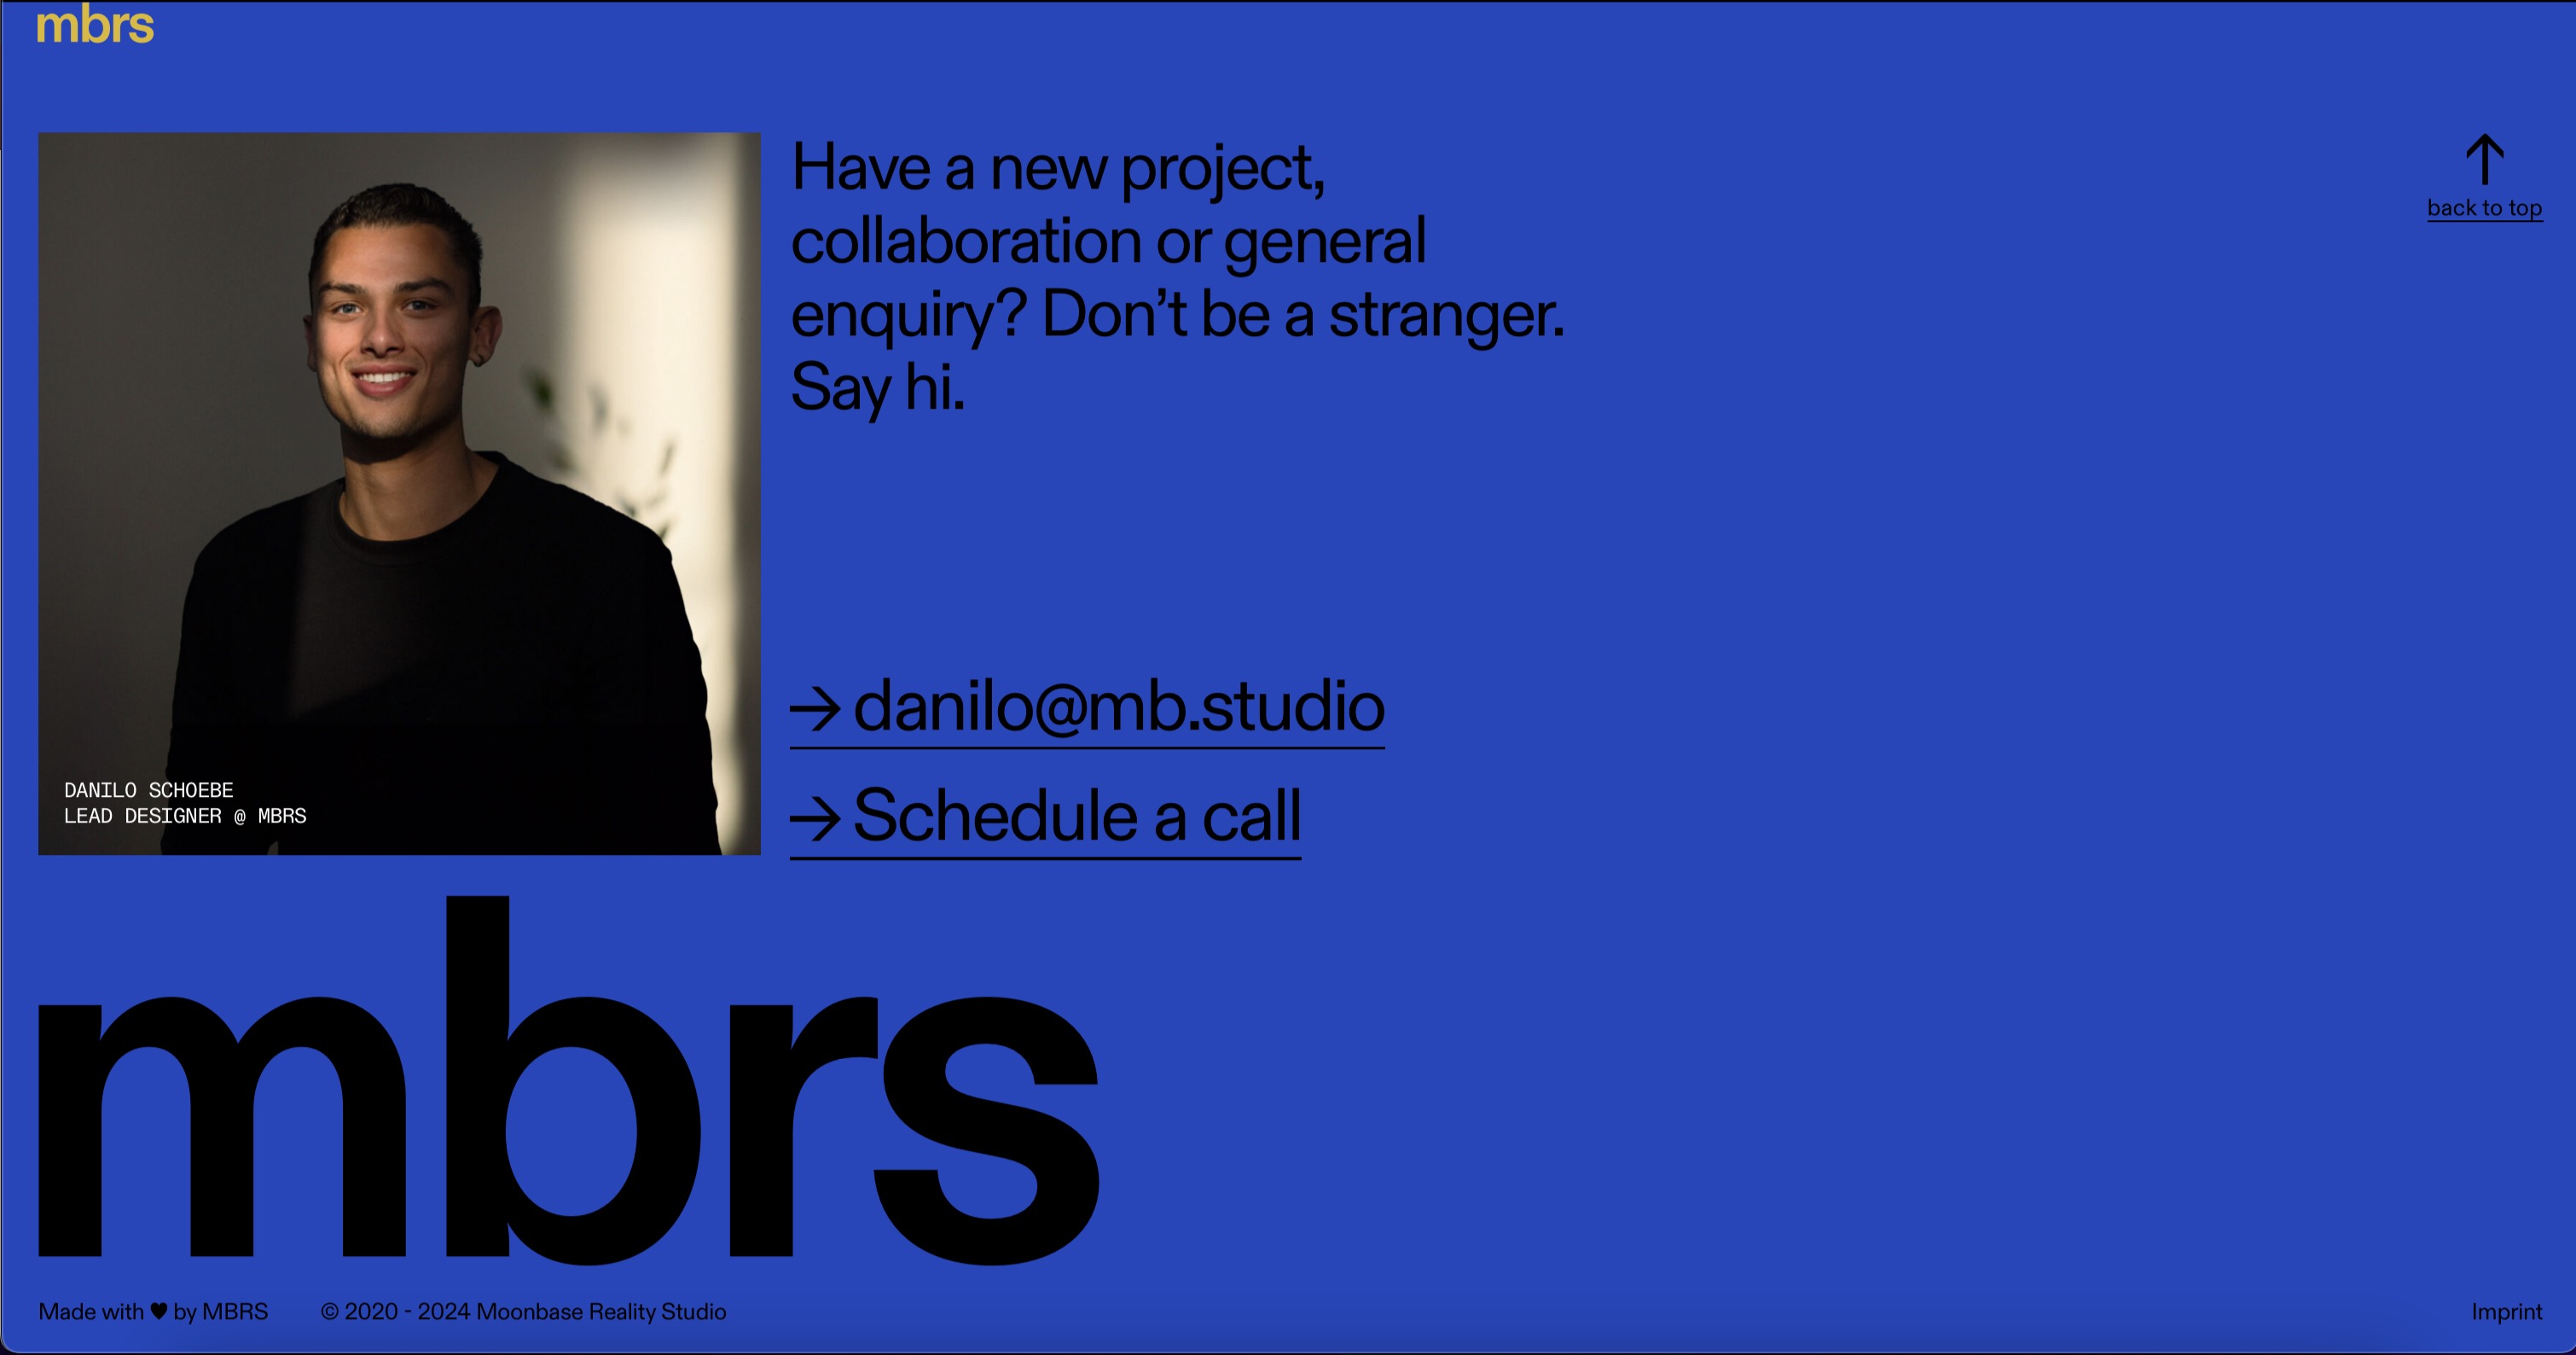 mbrs
Have a new project,
collaboration or general
enquiry? Don’t be a stranger.
Say hi.
back to top
→ danilo@mb.studio
→ Schedule a call
DANILO SCHOEBE
LEAD DESIGNER @ MBRS
mbrs
Made with ♥ by MBRS
© 2020 - 2024 Moonbase Reality Studio
Imprint